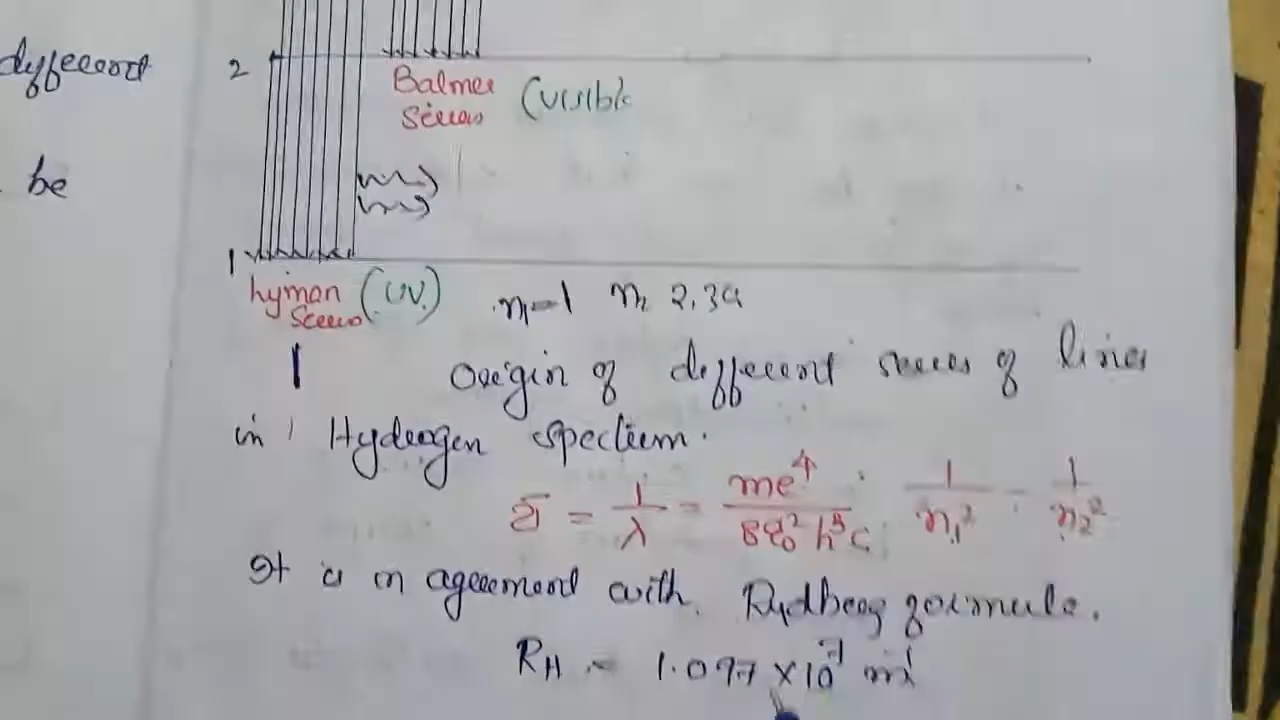 different
2
Balmer
Series (Visible
be
1
Lyman (UV.)
Series
n₁=1 n₂ 2,3,4
Origin of different series of lines
in Hydrogen spectrum.
ῡ = 1/λ = me⁴/8ε₀²h³c 1/n₁² - 1/n₂²
It is in agreement with Rydberg formula.
R_H = 1.097 × 10⁷ m⁻¹